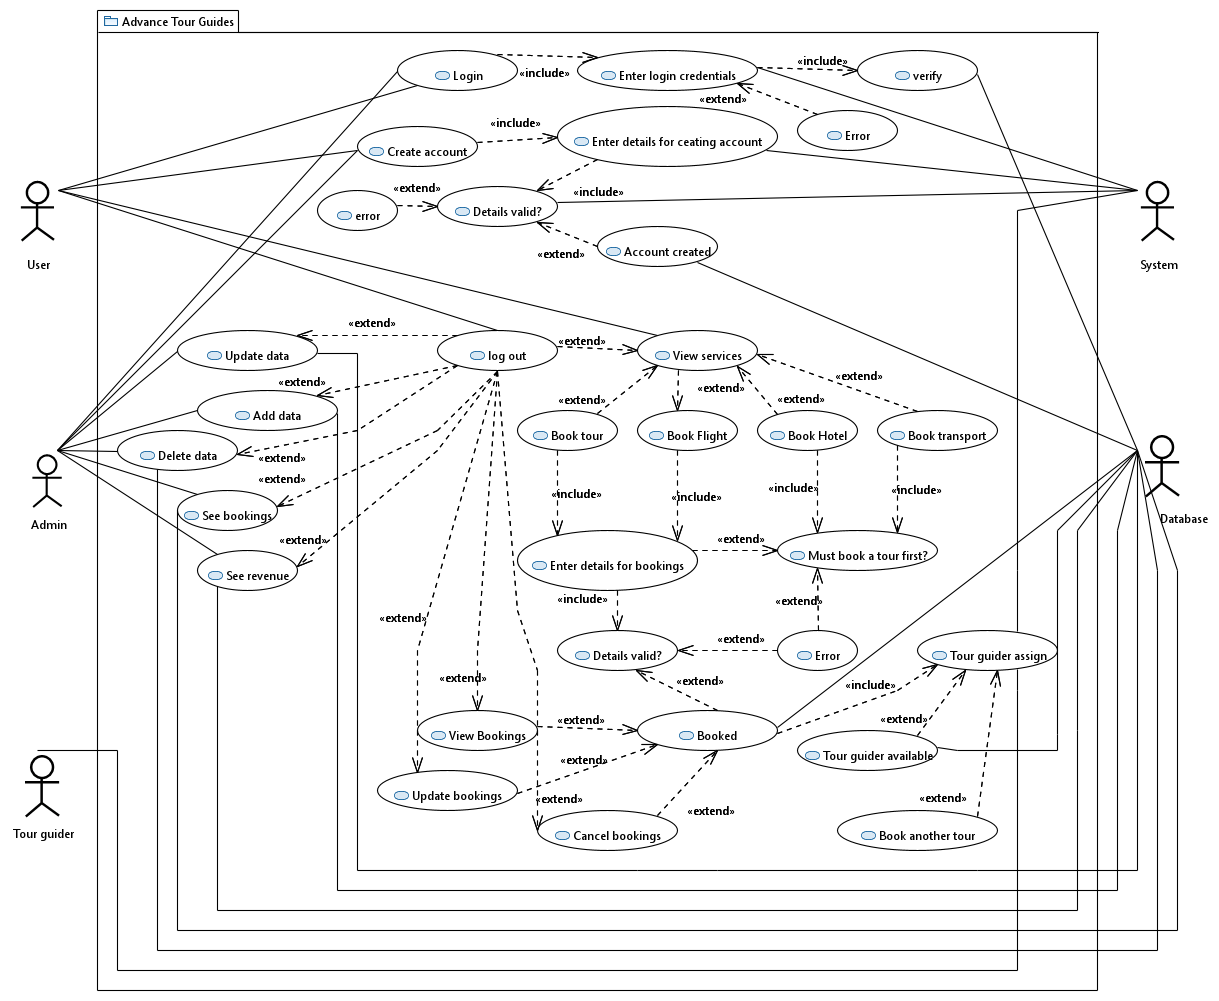 Advance Tour Guides
Login
«include»
Enter login credentials
«include»
verify
«extend»
Error
Create account
«include»
Enter details for ceating account
error
«extend»
Details valid?
«include»
Account created
«extend»
User
System
Update data
«extend»
log out
«extend»
View services
Add data
«extend»
«extend»
«extend»
«extend»
«extend»
Book tour
Book Flight
Book Hotel
Book transport
Delete data
«extend»
«extend»
See bookings
«include»
«include»
«include»
«include»
Admin
Database
«extend»
See revenue
Enter details for bookings
«extend»
Must book a tour first?
«include»
«extend»
«extend»
Details valid?
«extend»
Error
Tour guider assign
«extend»
«extend»
«include»
View Bookings
«extend»
Booked
«extend»
Tour guider available
«extend»
Update bookings
«extend»
«extend»
«extend»
Cancel bookings
Book another tour
Tour guider